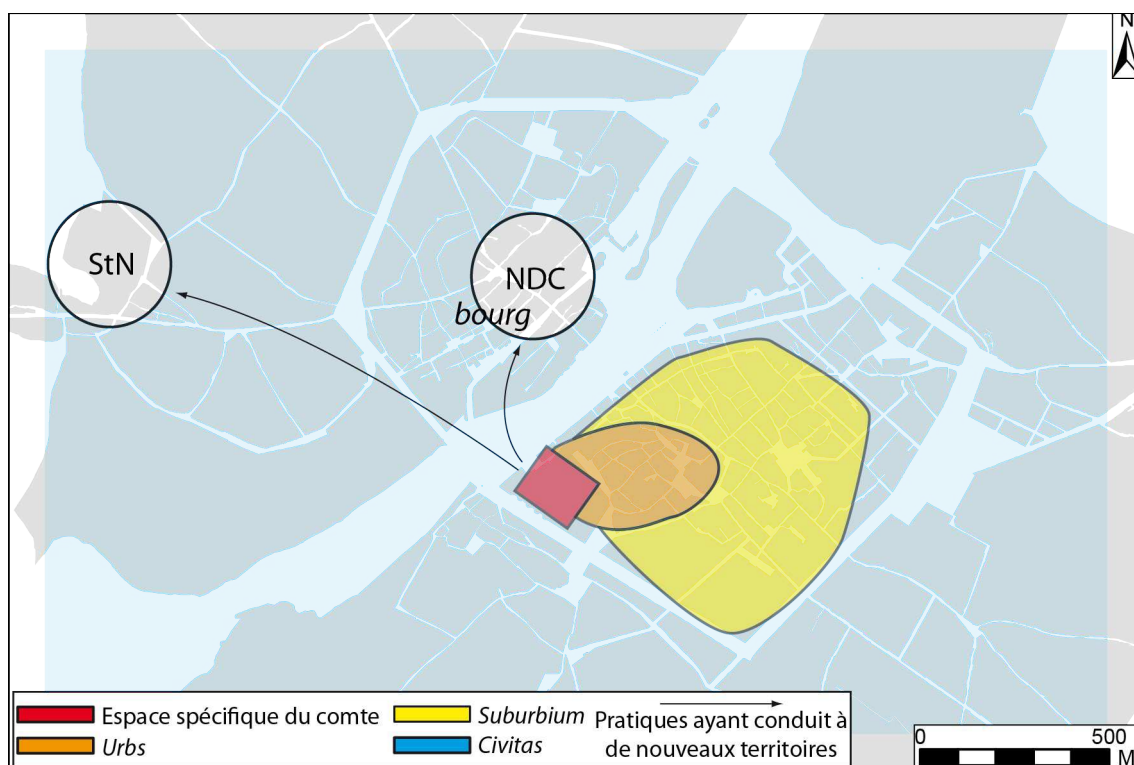 N
StN
NDC
bourg
Espace spécifique du comte
Urbs
Suburbium
Civitas
Pratiques ayant conduit à
de nouveaux territoires
0 500
M